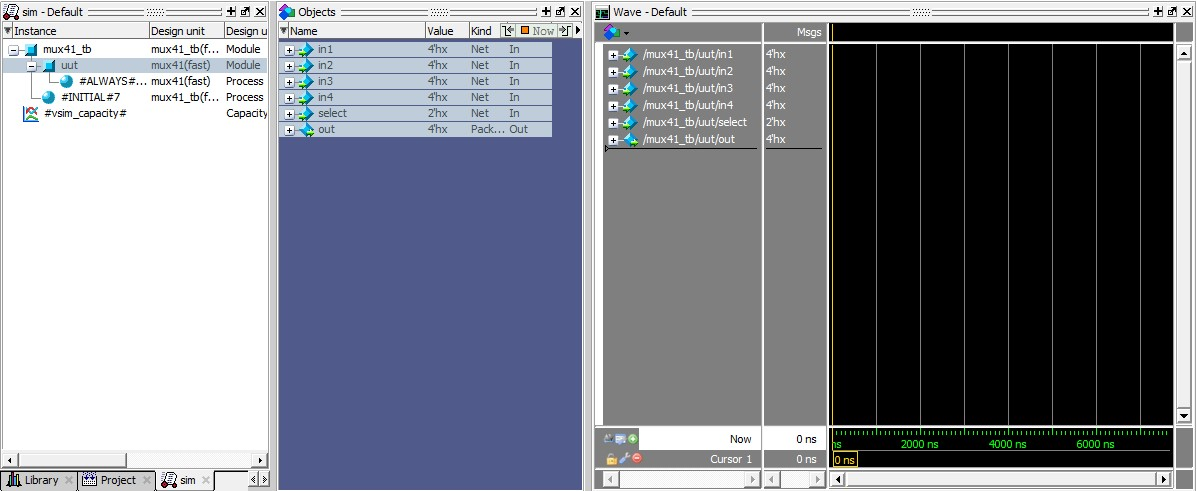 sim - Default
Instance Design unit Design u
mux41_tb mux41_tb(f... Module
uut mux41(fast) Module
#ALWAYS#... mux41(fast) Process
#INITIAL#7 mux41_tb(f... Process
#vsim_capacity# Capacity
Library Project sim
Objects
Name Value Kind Now
in1 4'hx Net In
in2 4'hx Net In
in3 4'hx Net In
in4 4'hx Net In
select 2'hx Net In
out 4'hx Pack... Out
Wave - Default
Msgs
/mux41_tb/uut/in1 4'hx
/mux41_tb/uut/in2 4'hx
/mux41_tb/uut/in3 4'hx
/mux41_tb/uut/in4 4'hx
/mux41_tb/uut/select 2'hx
/mux41_tb/uut/out 4'hx
Now 0 ns ns 2000 ns 4000 ns 6000 ns
Cursor 1 0 ns 0 ns